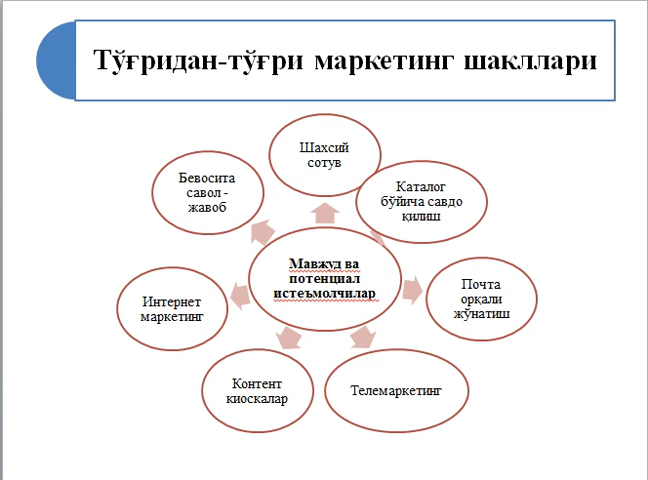 Тўғридан-тўғри маркетинг шакллари
Шахсий
сотув
Каталог
бўйича савдо
қилиш
Бевосита
савол -
жавоб
Мавжуд ва
потенциал
истеъмолчилар
Почта
орқали
жўнатиш
Интернет
маркетинг
Контент
киоскалар
Телемаркетинг